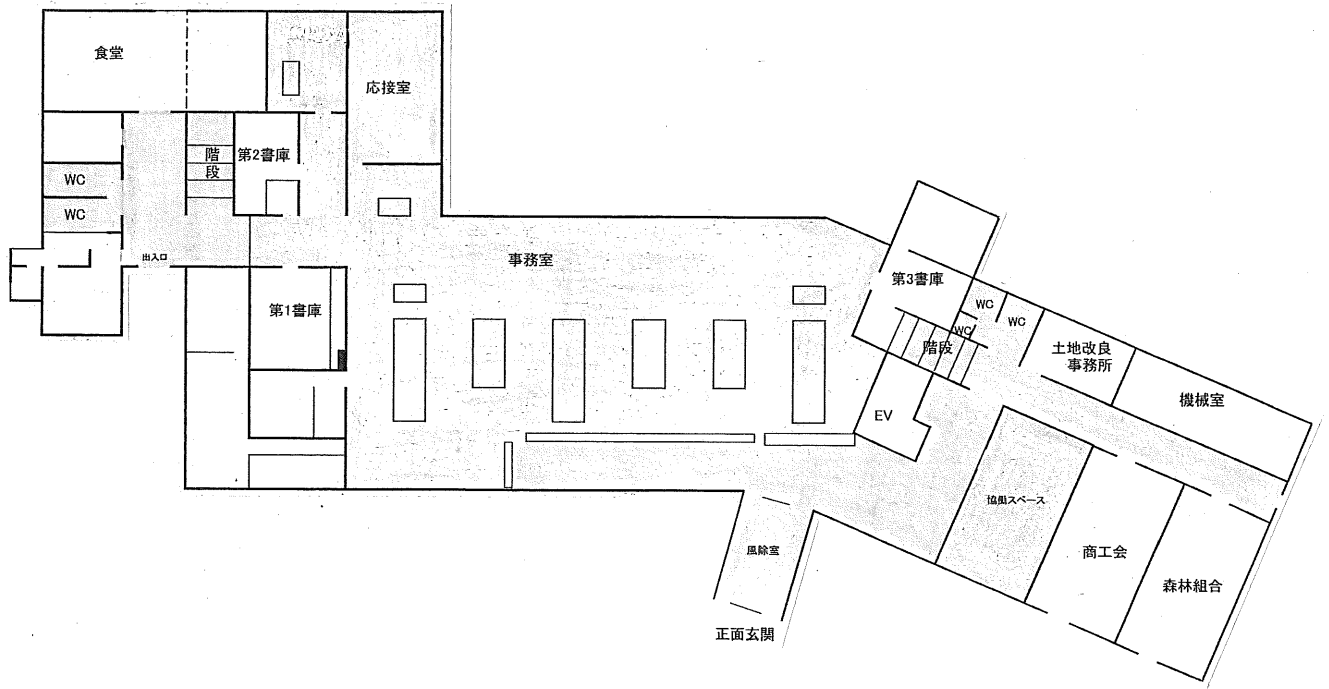 食堂
応接室
階
段
第2書庫
WC
WC
出入口
事務室
第1書庫
第3書庫
WC
WC
WC
階段
土地改良
事務所
機械室
EV
協働スペース
商工会
森林組合
風除室
正面玄関